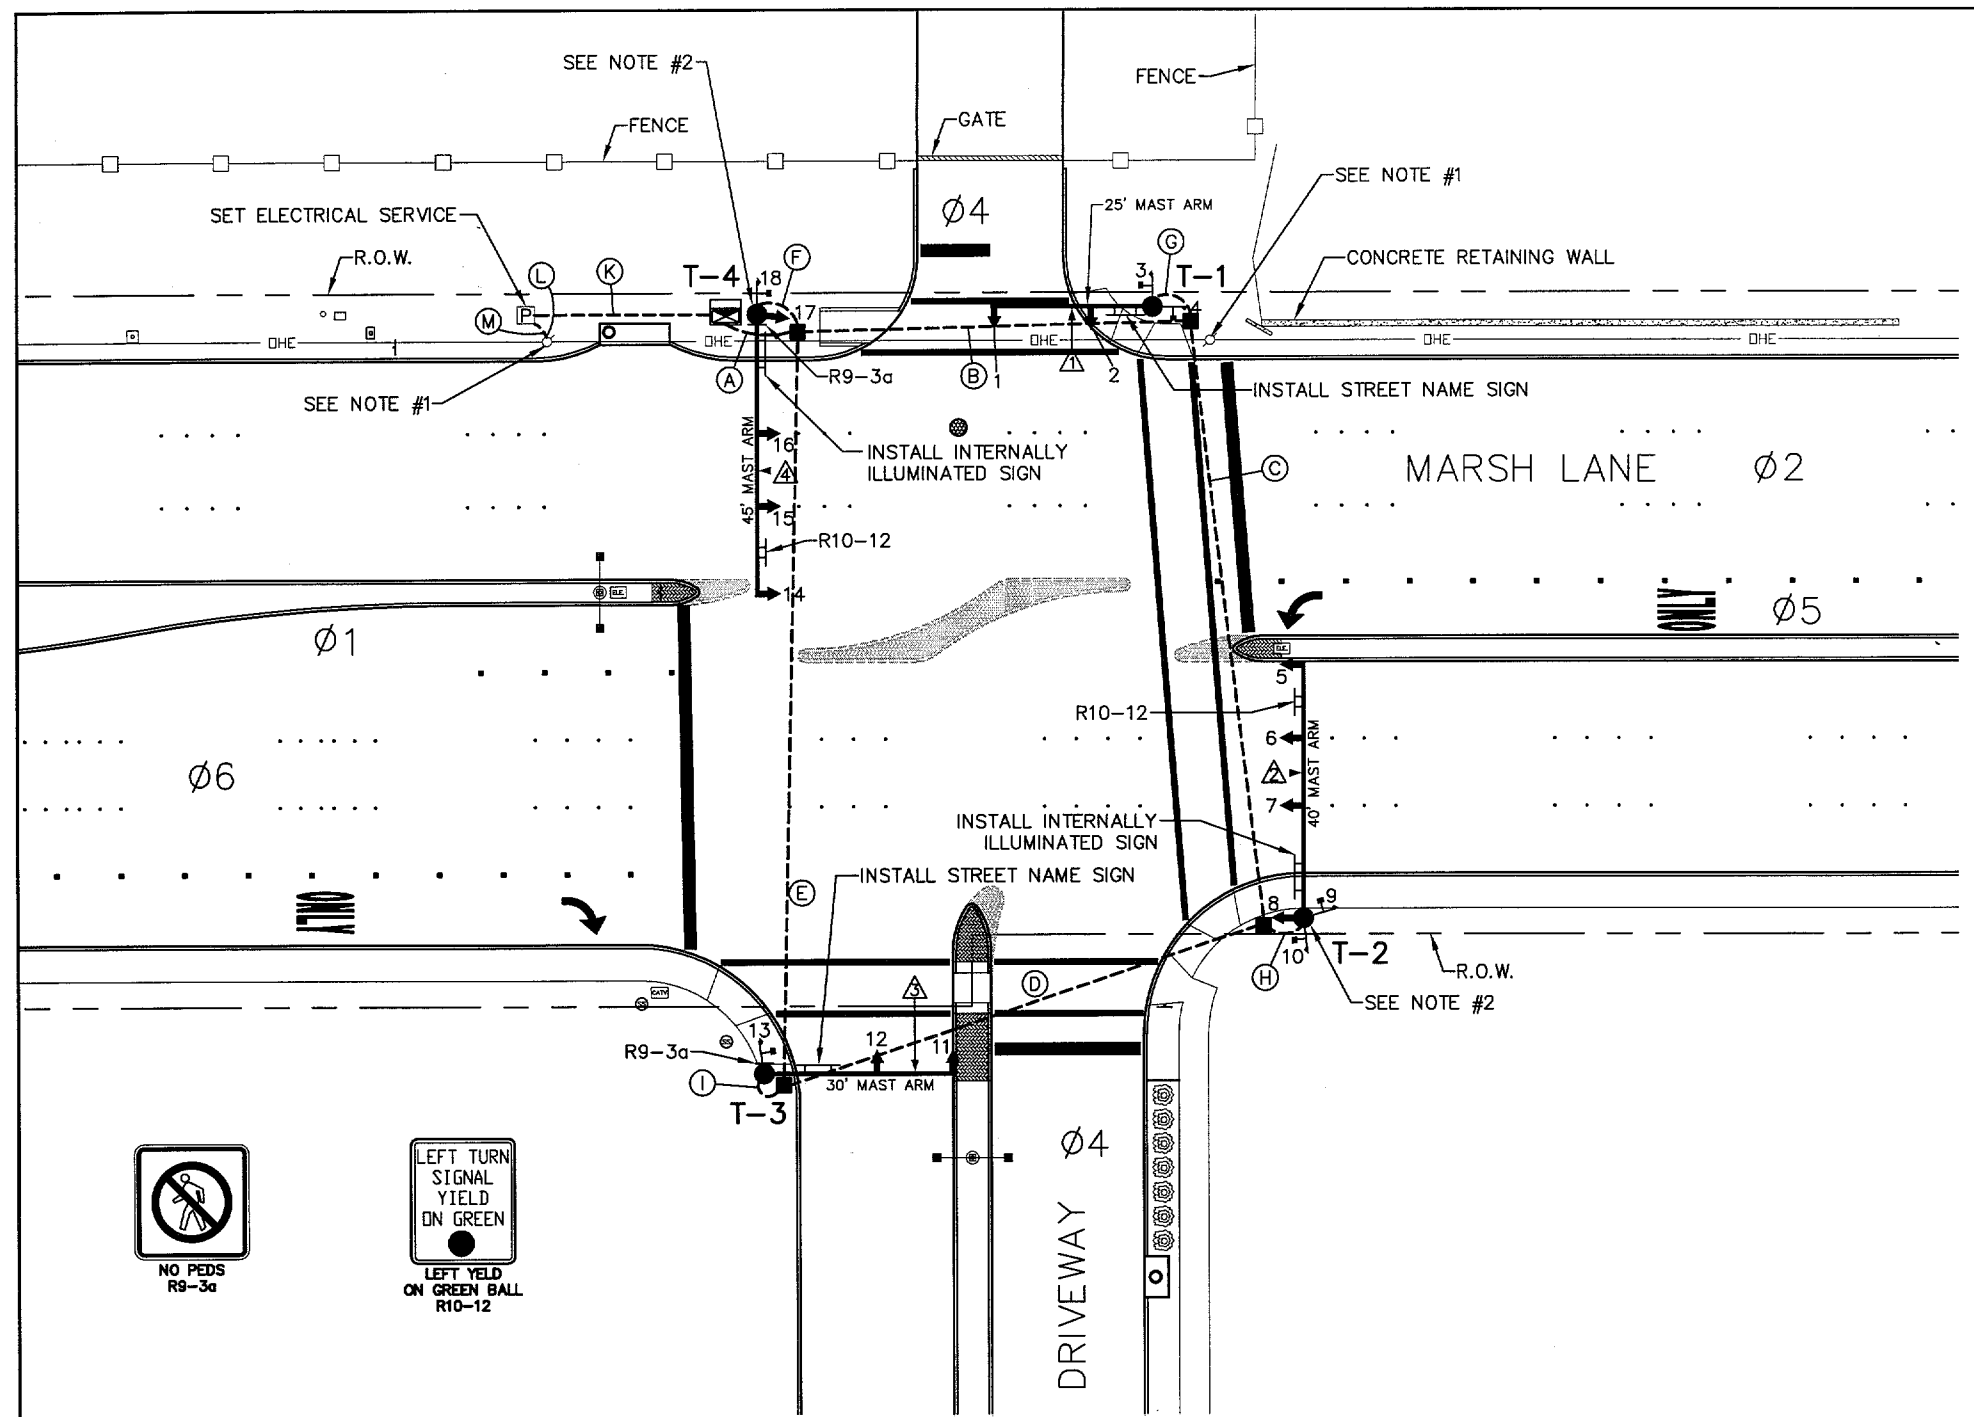 SEE NOTE #2
FENCE
FENCE
GATE
SEE NOTE #1
25' MAST ARM
Ø4
SET ELECTRICAL SERVICE
R.O.W.
CONCRETE RETAINING WALL
L
K
T-4
18
F
3
G
T-1
P
M
17
4
OHE
OHE
OHE
OHE
OHE
A
R9-3a
B
1
1
2
SEE NOTE #1
INSTALL STREET NAME SIGN
45' MAST ARM
16
INSTALL INTERNALLY
ILLUMINATED SIGN
4
C
MARSH LANE
Ø2
15
R10-12
14
ELE.
ONLY
Ø5
Ø1
5
R10-12
Ø6
6
2
40' MAST ARM
7
INSTALL INTERNALLY
ILLUMINATED SIGN
ONLY
E
INSTALL STREET NAME SIGN
8
9
10
T-2
H
R.O.W.
SEE NOTE #2
CATV
SS
SS
D
3
13
12
11
R9-3a
I
30' MAST ARM
T-3
Ø4
DRIVEWAY
NO PEDS
R9-3a
LEFT TURN
SIGNAL
YIELD
ON GREEN
LEFT YELD
ON GREEN BALL
R10-12